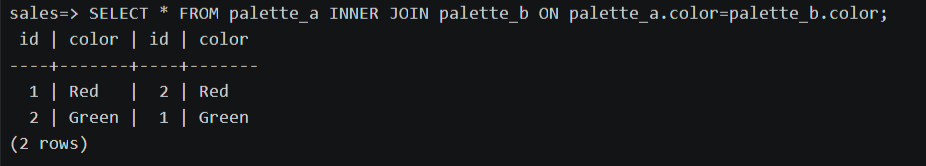 sales=> SELECT * FROM palette_a INNER JOIN palette_b ON palette_a.color=palette_b.color;
 id | color | id | color
----+-------+----+-------
  1 | Red   |  2 | Red
  2 | Green |  1 | Green
(2 rows)